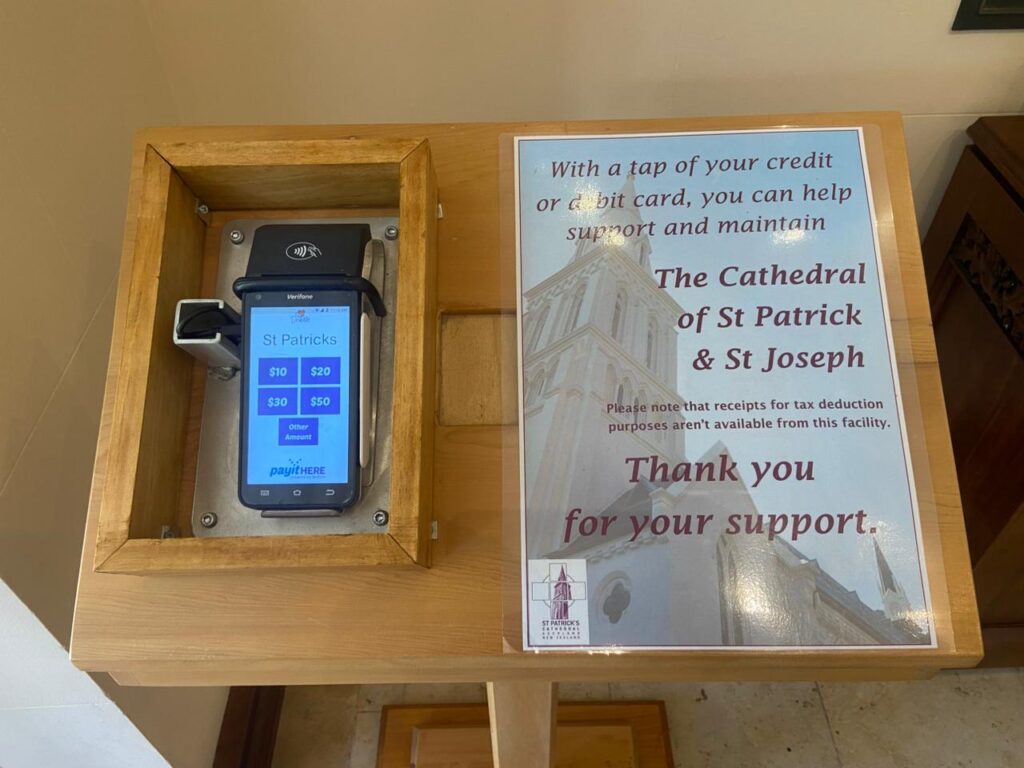 Verifone
St Patricks
$10
$20
$30
$50
Other
Amount
payitHERE
With a tap of your credit
or debit card, you can help
support and maintain
The Cathedral
of St Patrick
& St Joseph
Please note that receipts for tax deduction
purposes aren't available from this facility.
Thank you
for your support.
ST PATRICK'S
CATHEDRAL
AUCKLAND
NEW ZEALAND